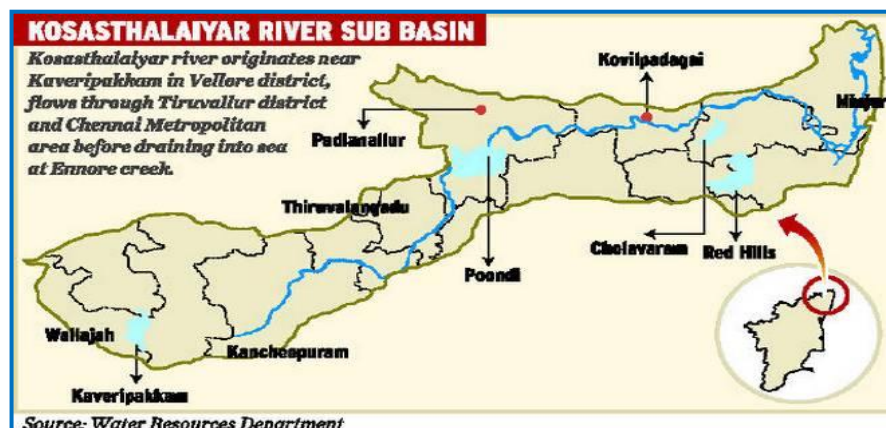 KOSASTHALAIYAR RIVER SUB BASIN
Kosasthalaiyar river originates near
Kaveripakkam in Vellore district,
flows through Tiruvallur district
and Chennai Metropolitan
area before draining into sea
at Ennore creek.
Kovilpadagai
Minjur
Padianallur
Thiruvalangadu
Cholavaram
Red Hills
Poondi
Wallajah
Kancheepuram
Kaveripakkam
Source: Water Resources Department